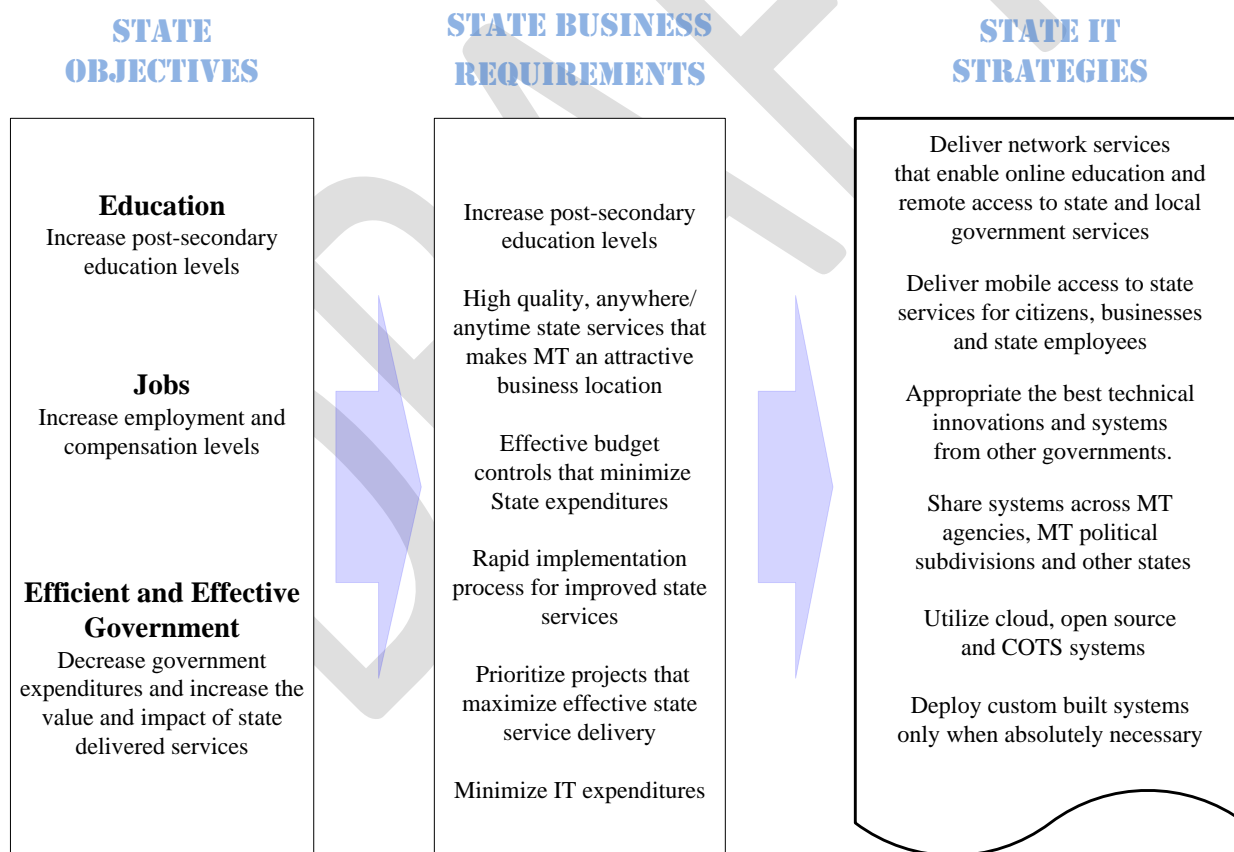 STATE
OBJECTIVES
STATE BUSINESS
REQUIREMENTS
STATE IT
STRATEGIES
Education
Increase post-secondary
education levels
Jobs
Increase employment and
compensation levels
Efficient and Effective
Government
Decrease government
expenditures and increase the
value and impact of state
delivered services
Increase post-secondary
education levels
High quality, anywhere/
anytime state services that
makes MT an attractive
business location
Effective budget
controls that minimize
State expenditures
Rapid implementation
process for improved state
services
Prioritize projects that
maximize effective state
service delivery
Minimize IT expenditures
Deliver network services
that enable online education and
remote access to state and local
government services
Deliver mobile access to state
services for citizens, businesses
and state employees
Appropriate the best technical
innovations and systems
from other governments.
Share systems across MT
agencies, MT political
subdivisions and other states
Utilize cloud, open source
and COTS systems
Deploy custom built systems
only when absolutely necessary